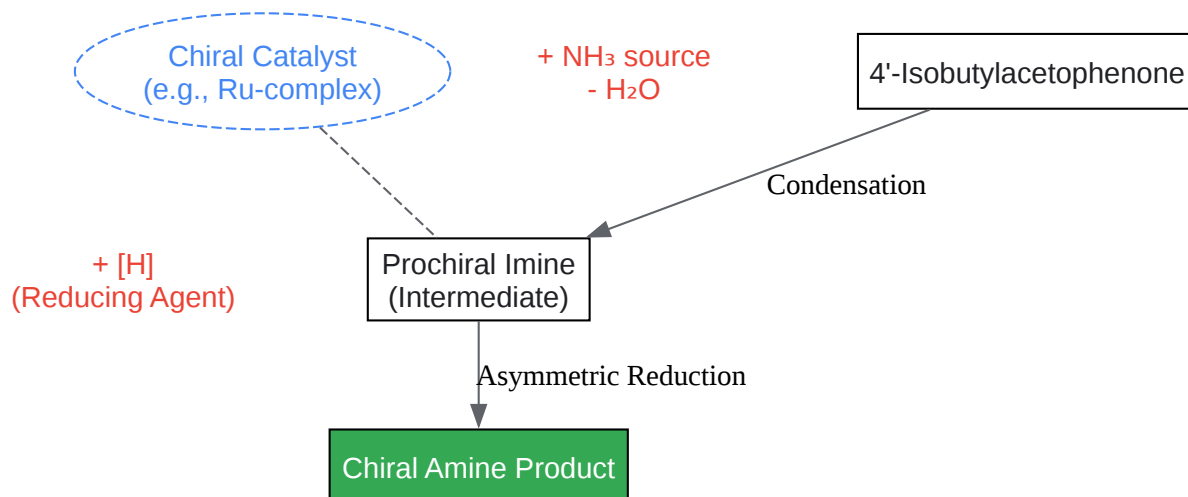 Chiral Catalyst
(e.g., Ru-complex)
+ NH₃ source
- H₂O
4'-Isobutylacetophenone
Condensation
+ [H]
(Reducing Agent)
Prochiral Imine
(Intermediate)
Asymmetric Reduction
Chiral Amine Product